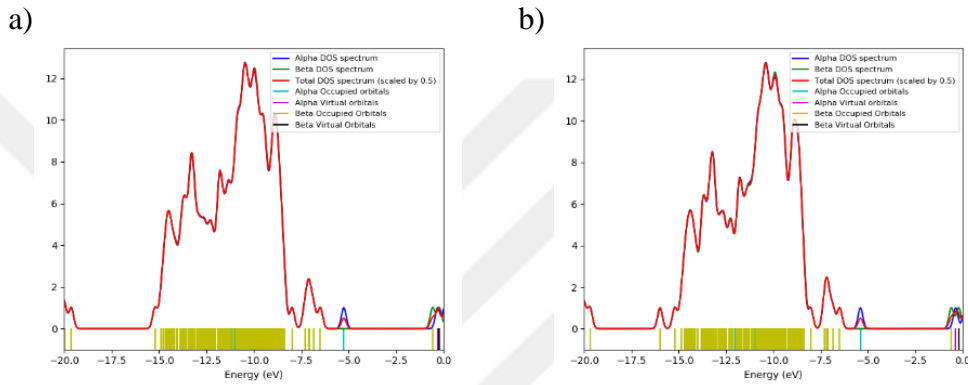 a)
b)
Alpha DOS spectrum
Beta DOS spectrum
Total DOS spectrum (scaled by 0.5)
Alpha Occupied orbitals
Alpha Virtual orbitals
Beta Occupied Orbitals
Beta Virtual Orbitals
12
10
8
6
4
2
0
−20.0 −17.5 −15.0 −12.5 −10.0 −7.5 −5.0 −2.5 0.0
Energy (eV)
Alpha DOS spectrum
Beta DOS spectrum
Total DOS spectrum (scaled by 0.5)
Alpha Occupied orbitals
Alpha Virtual orbitals
Beta Occupied Orbitals
Beta Virtual Orbitals
12
10
8
6
4
2
0
−20.0 −17.5 −15.0 −12.5 −10.0 −7.5 −5.0 −2.5 0.0
Energy (eV)